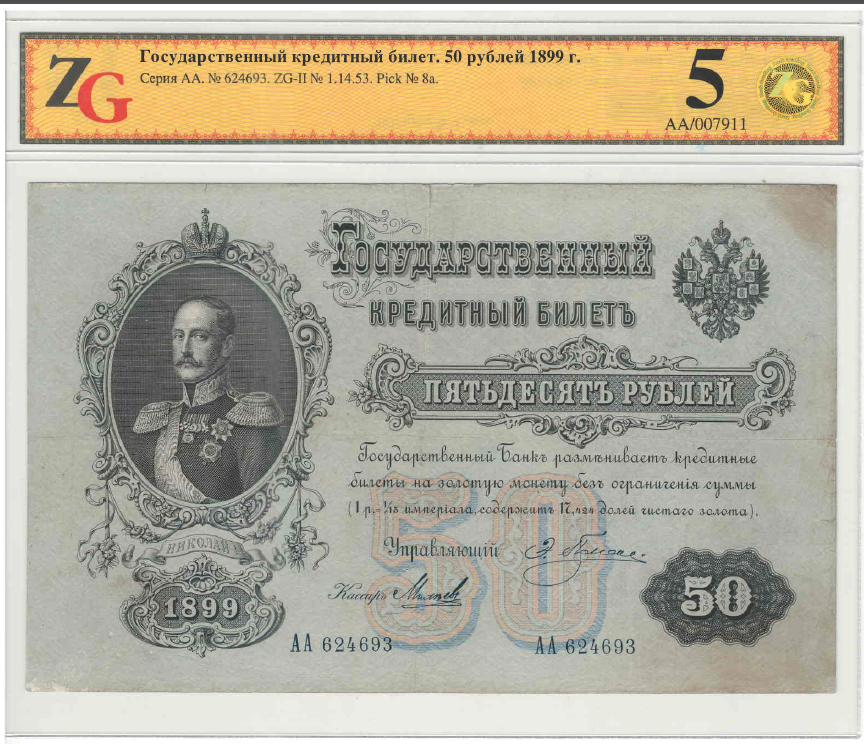 ZG
Государственный кредитный билет. 50 рублей 1899 г.
Серия АА. № 624693. ZG-II № 1.14.53. Pick № 8a.
5
АА/007911
ZG
Государственный
кредитный билетъ
пятьдесятъ рублей
Государственный Банкъ размѣниваетъ кредитные
билеты на золотую монету безъ ограниченія суммы
(1 р.=1/15 имперіала, содержитъ 17,424 долей чистаго золота).
50
Управляющій
Кассиръ
НИКОЛАЙ I
1899
50
АА 624693
АА 624693